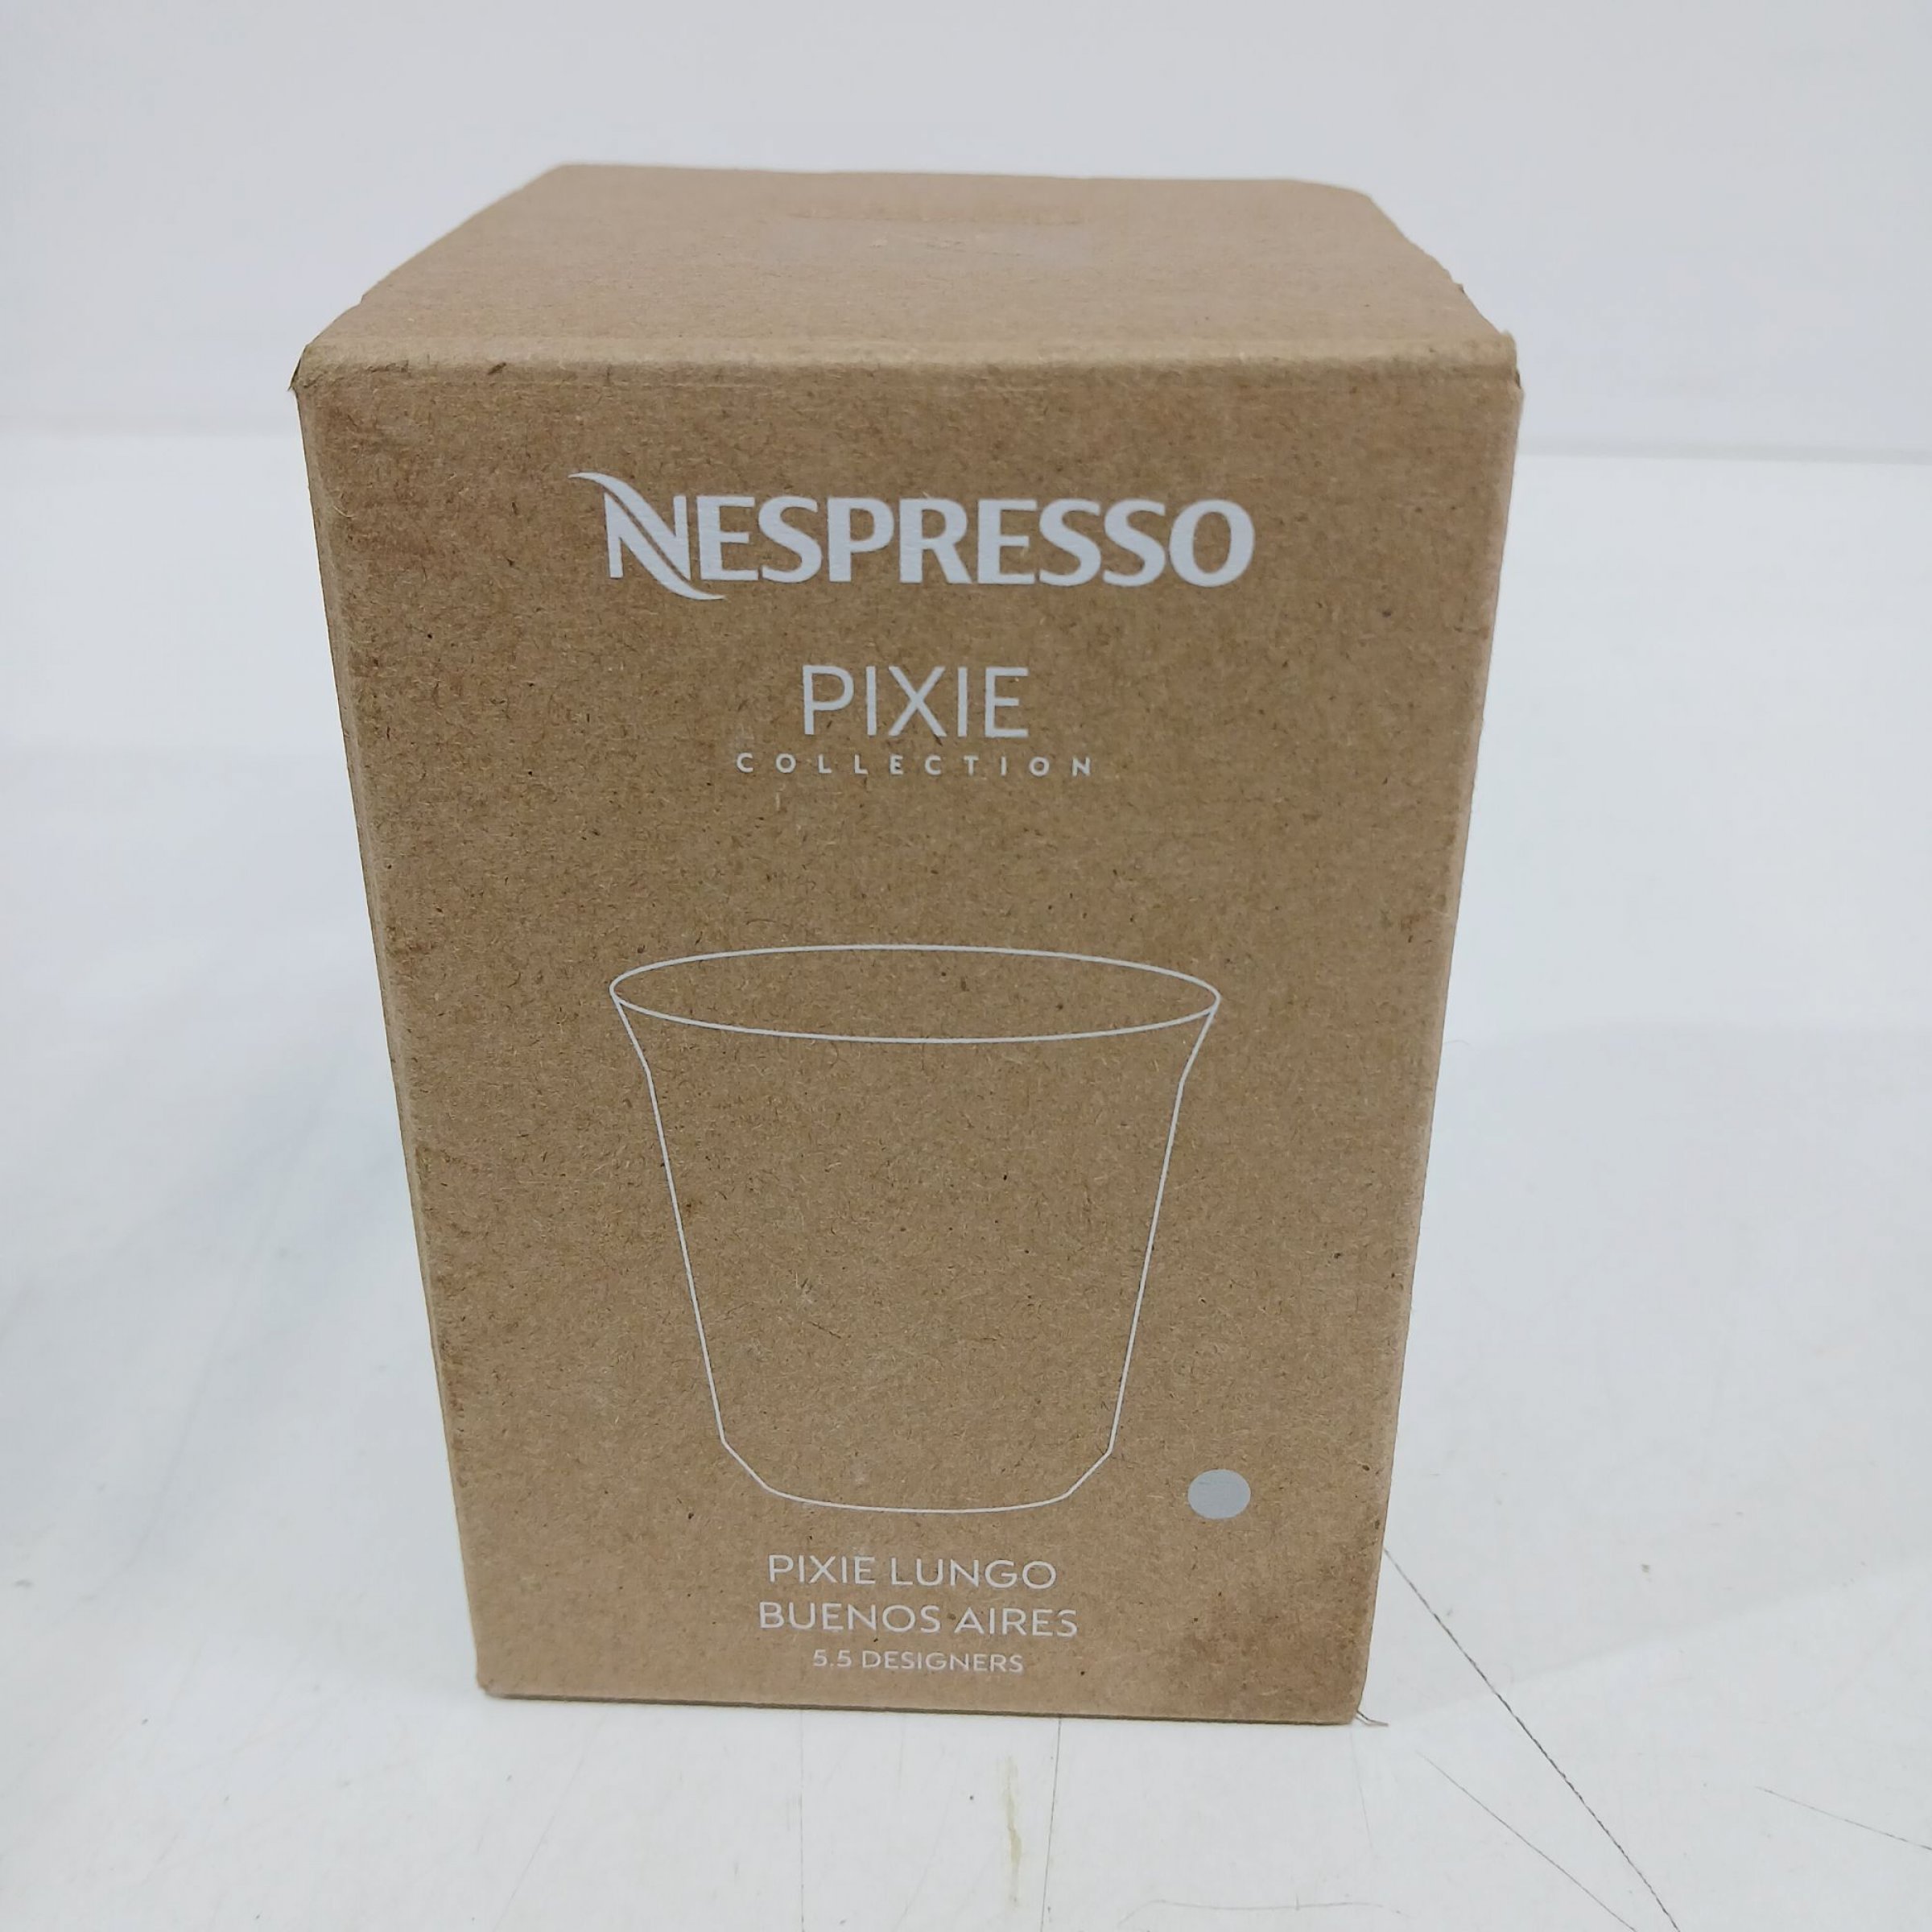 NESPRESSO
PIXIE
COLLECTION
PIXIE LUNGO
BUENOS AIRES
5.5 DESIGNERS